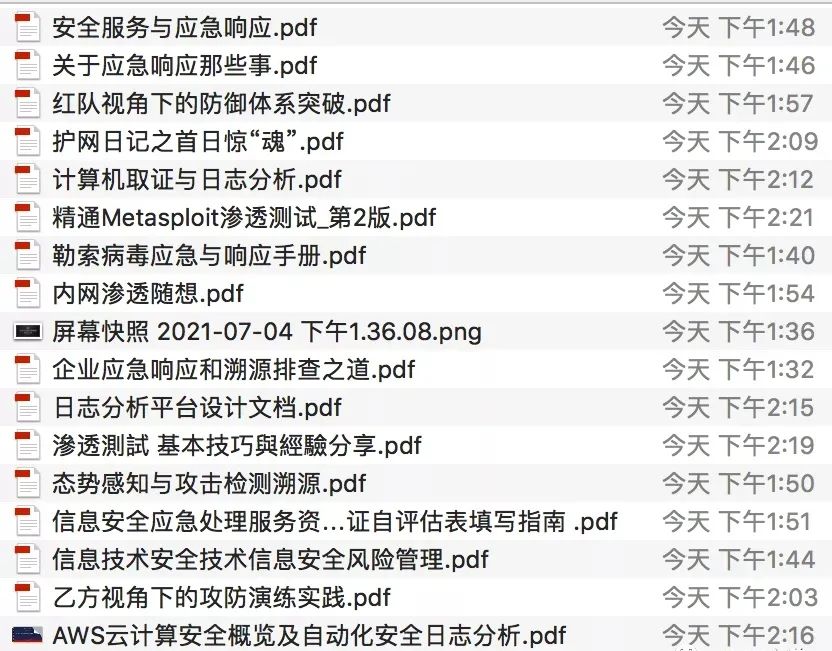 安全服务与应急响应.pdf 今天 下午1:48
关于应急响应那些事.pdf 今天 下午1:46
红队视角下的防御体系突破.pdf 今天 下午1:57
护网日记之首日惊“魂”.pdf 今天 下午2:09
计算机取证与日志分析.pdf 今天 下午2:12
精通Metasploit渗透测试_第2版.pdf 今天 下午2:21
勒索病毒应急与响应手册.pdf 今天 下午1:40
内网渗透随想.pdf 今天 下午1:54
屏幕快照 2021-07-04 下午1.36.08.png 今天 下午1:36
企业应急响应和溯源排查之道.pdf 今天 下午1:32
日志分析平台设计文档.pdf 今天 下午2:15
滲透測試 基本技巧與經驗分享.pdf 今天 下午2:19
态势感知与攻击检测溯源.pdf 今天 下午1:50
信息安全应急处理服务资...证自评估表填写指南 .pdf 今天 下午1:51
信息技术安全技术信息安全风险管理.pdf 今天 下午1:44
乙方视角下的攻防演练实践.pdf 今天 下午2:03
AWS云计算安全概览及自动化安全日志分析.pdf 今天 下午2:16